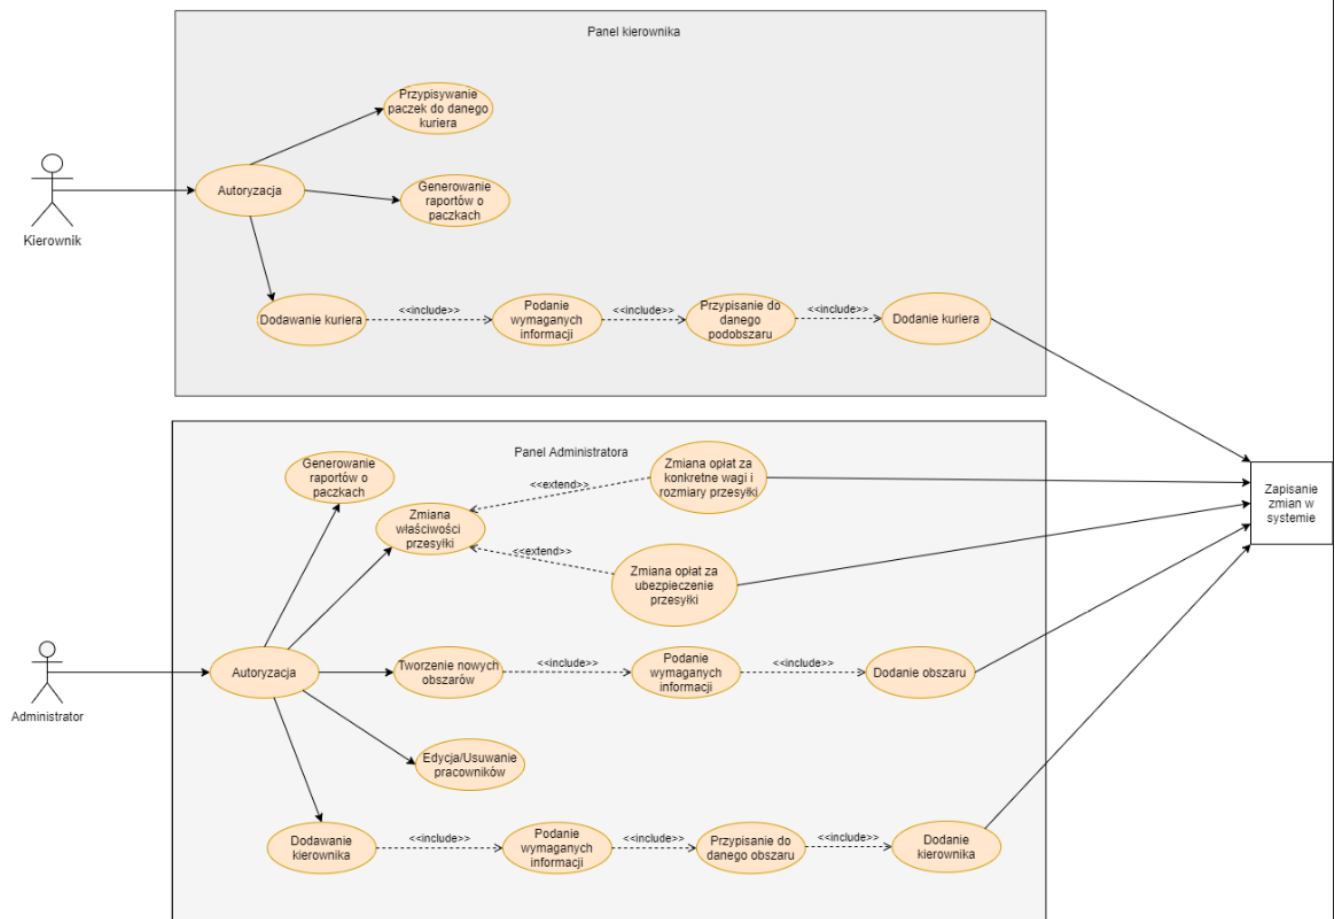 Panel kierownika
Przypisywanie
paczek do danego
kuriera
Autoryzacja
Generowanie
raportów o
paczkach
Kierownik
Dodawanie kuriera
<<include>>
Podanie
wymaganych
informacji
<<include>>
Przypisanie do
danego
podobszaru
<<include>>
Dodanie kuriera
Panel Administratora
Generowanie
raportów o
paczkach
Zmiana
właściwości
przesyłki
<<extend>>
Zmiana opłat za
konkretne wagi i
rozmiary przesyłki
<<extend>>
Zmiana opłat za
ubezpieczenie
przesyłki
Zapisanie
zmian w
systemie
Administrator
Autoryzacja
Tworzenie nowych
obszarów
<<include>>
Podanie
wymaganych
informacji
<<include>>
Dodanie obszaru
Edycja/Usuwanie
pracowników
Dodawanie
kierownika
<<include>>
Podanie
wymaganych
informacji
<<include>>
Przypisanie do
danego obszaru
<<include>>
Dodanie
kierownika